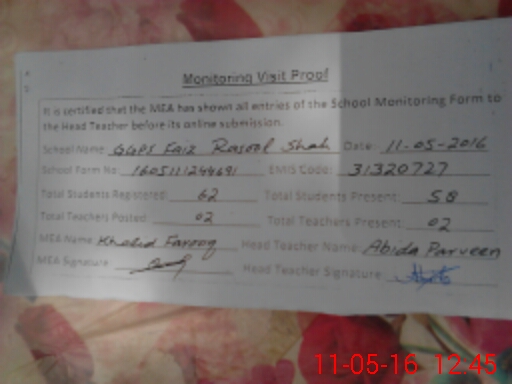 Monitoring Visit Proof
It is certified that the MEA has shown all entries of the School Monitoring Form to
the Head Teacher before its online submission.
School Name GGPS Faiz Rasool Shah Date: 11-05-2016
School Form No: 1605111244691 EMIS Code: 31320727
Total Students Registered: 62 Total Students Present: 58
Total Teachers Posted: 02 Total Teachers Present: 02
MEA Name: Khalid Farooq Head Teacher Name: Abida Parveen
MEA Signature: Head Teacher Signature:
11-05-16 12.45